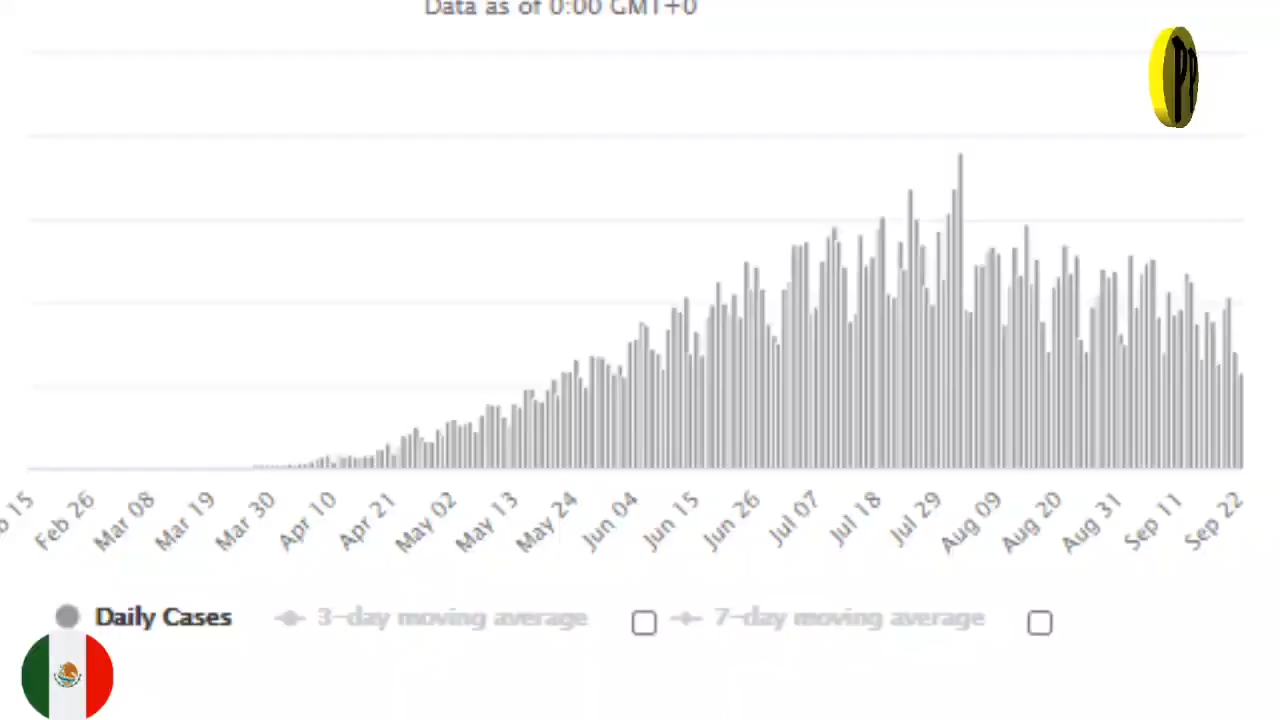 Data as of 0:00 GMT+0
PP
Feb 26 Mar 08 Mar 19 Mar 30 Apr 10 Apr 21 May 02 May 13 May 24 Jun 04 Jun 15 Jun 26 Jul 07 Jul 18 Jul 29 Aug 09 Aug 20 Aug 31 Sep 11 Sep 22
Daily Cases 3-day moving average 7-day moving average